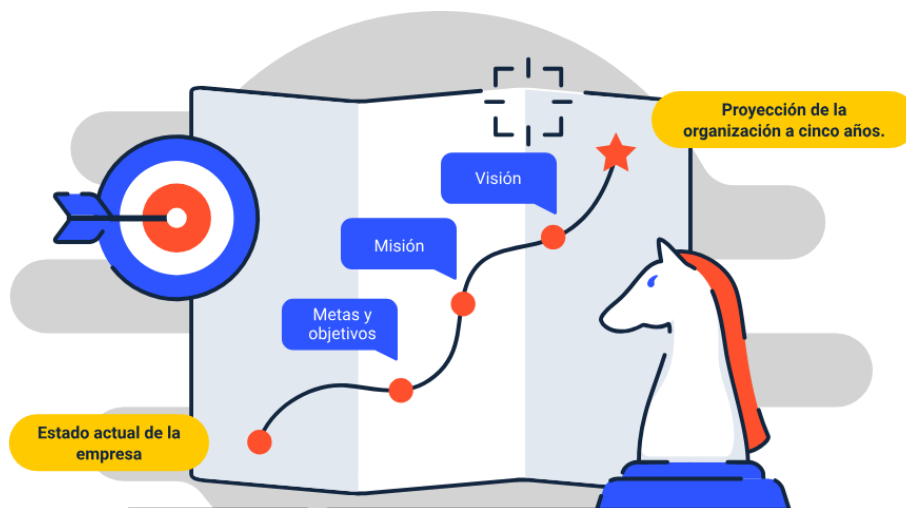 Proyección de la
organización a cinco años.
Visión
Misión
Metas y
objetivos
Estado actual de la
empresa